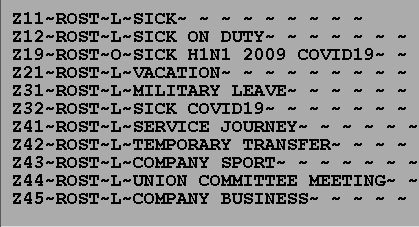 Z11~ROST~L~SICK~ ~ ~ ~ ~ ~ ~ ~ ~
Z12~ROST~L~SICK ON DUTY~ ~ ~ ~ ~ ~ ~
Z19~ROST~O~SICK H1N1 2009 COVID19~ ~
Z21~ROST~L~VACATION~ ~ ~ ~ ~ ~ ~ ~
Z31~ROST~L~MILITARY LEAVE~ ~ ~ ~ ~ ~
Z32~ROST~L~SICK COVID19~ ~ ~ ~ ~ ~ ~
Z41~ROST~L~SERVICE JOURNEY~ ~ ~ ~ ~ ~
Z42~ROST~L~TEMPORARY TRANSFER~ ~ ~ ~
Z43~ROST~L~COMPANY SPORT~ ~ ~ ~ ~ ~ ~
Z44~ROST~L~UNION COMMITTEE MEETING~ ~
Z45~ROST~L~COMPANY BUSINESS~ ~ ~ ~ ~